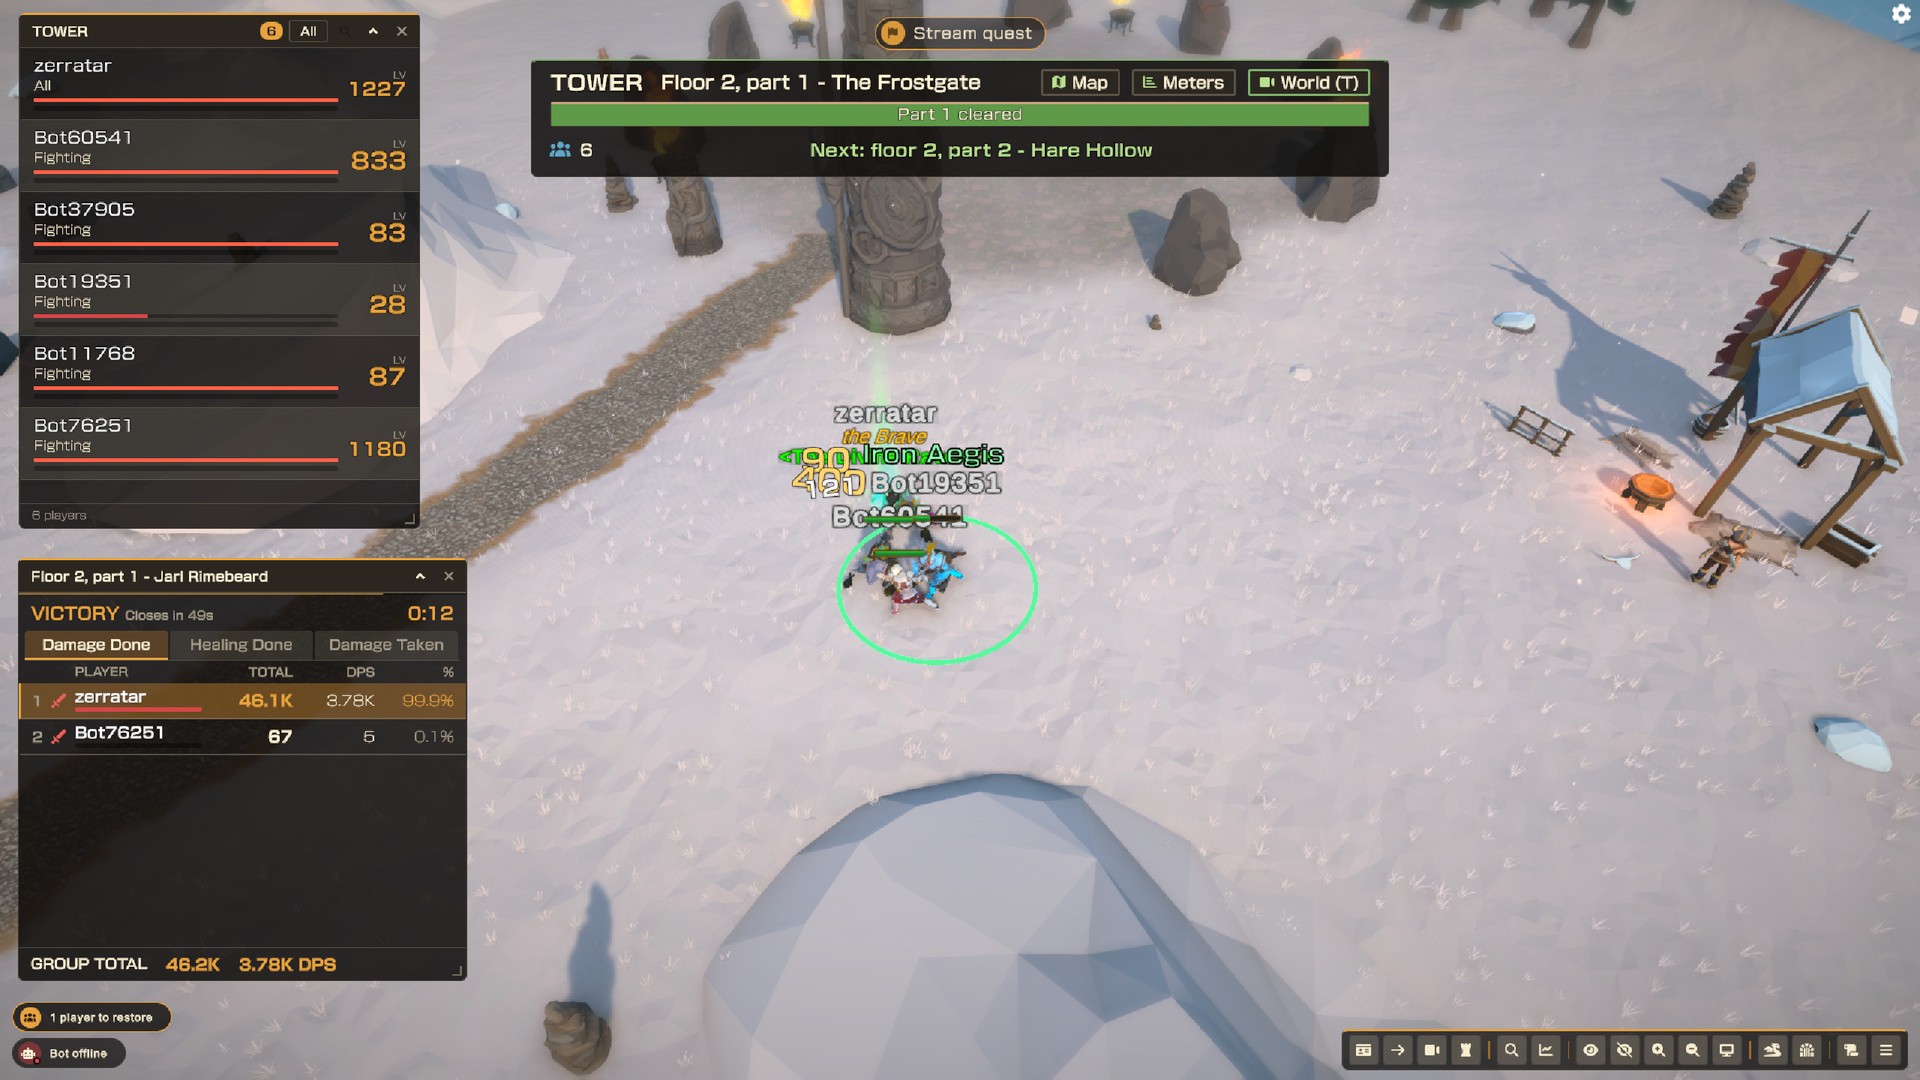 TOWER
6
All
zerratar
All
LV
1227
Bot60541
Fighting
LV
833
Bot37905
Fighting
LV
83
Bot19351
Fighting
LV
28
Bot11768
Fighting
LV
87
Bot76251
Fighting
LV
1180
6 players
Stream quest
TOWER Floor 2, part 1 - The Frostgate
Map
Meters
World (T)
Part 1 cleared
6
Next: floor 2, part 2 - Hare Hollow
zerratar
the Brave
Iron Aegis
90
400
121
Bot19351
Bot60541
Floor 2, part 1 - Jarl Rimebeard
VICTORY Closes in 49s 0:12
Damage Done Healing Done Damage Taken
PLAYER TOTAL DPS %
1 zerratar 46.1K 3.78K 99.9%
2 Bot76251 67 5 0.1%
GROUP TOTAL 46.2K 3.78K DPS
1 player to restore
Bot offline